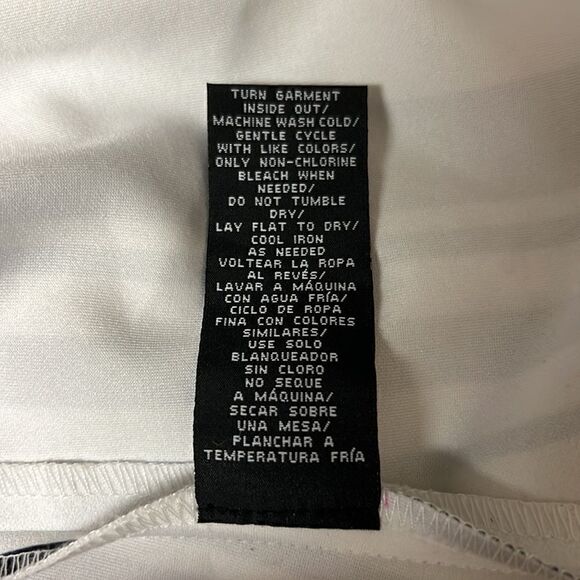 TURN GARMENT
INSIDE OUT/
MACHINE WASH COLD/
GENTLE CYCLE
WITH LIKE COLORS/
ONLY NON-CHLORINE
BLEACH WHEN
NEEDED/
DO NOT TUMBLE
DRY/
LAY FLAT TO DRY/
COOL IRON
AS NEEDED
VOLTEAR LA ROPA
AL REVÉS/
LAVAR A MÁQUINA
CON AGUA FRÍA/
CICLO DE ROPA
FINA CON COLORES
SIMILARES/
USE SOLO
BLANQUEADOR
SIN CLORO
NO SEQUE
A MÁQUINA/
SECAR SOBRE
UNA MESA/
PLANCHAR A
TEMPERATURA FRÍA